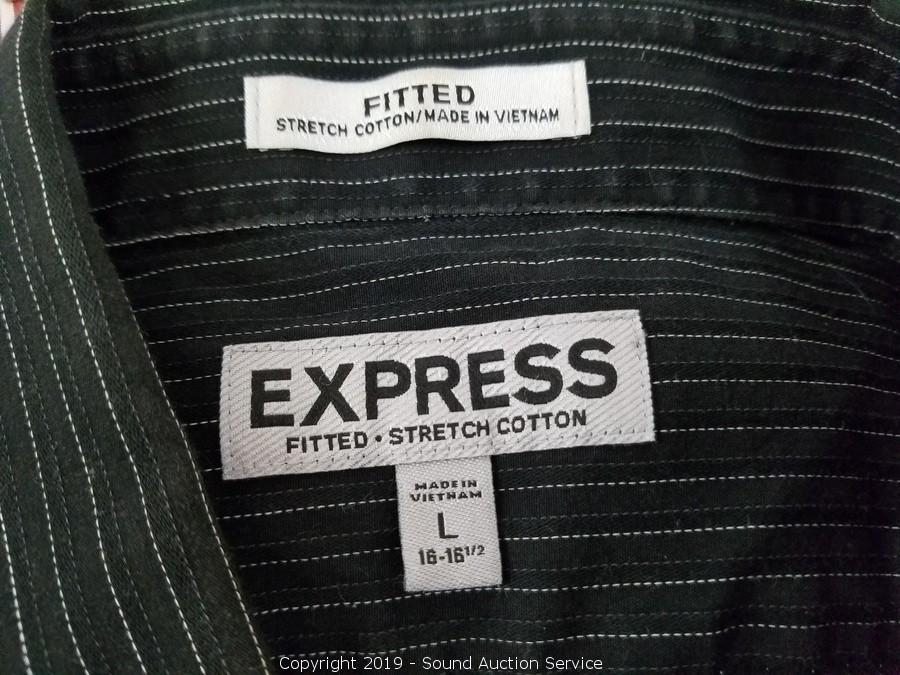 FITTED
STRETCH COTTON/MADE IN VIETNAM
EXPRESS
FITTED • STRETCH COTTON
MADE IN
VIETNAM
L
16-16 1/2
Copyright 2019 - Sound Auction Service